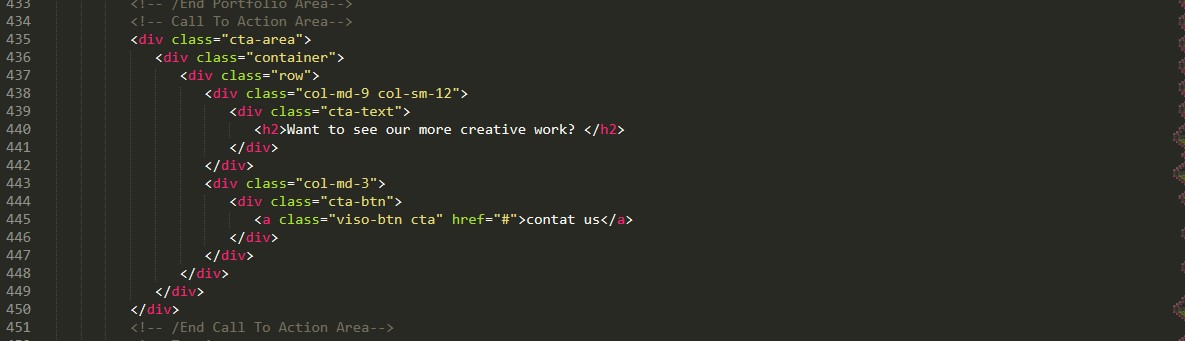 433 <!-- /End Portfolio Area-->
434 <!-- Call To Action Area-->
435 <div class="cta-area">
436 <div class="container">
437 <div class="row">
438 <div class="col-md-9 col-sm-12">
439 <div class="cta-text">
440 <h2>Want to see our more creative work? </h2>
441 </div>
442 </div>
443 <div class="col-md-3">
444 <div class="cta-btn">
445 <a class="viso-btn cta" href="#">contat us</a>
446 </div>
447 </div>
448 </div>
449 </div>
450 </div>
451 <!-- /End Call To Action Area-->